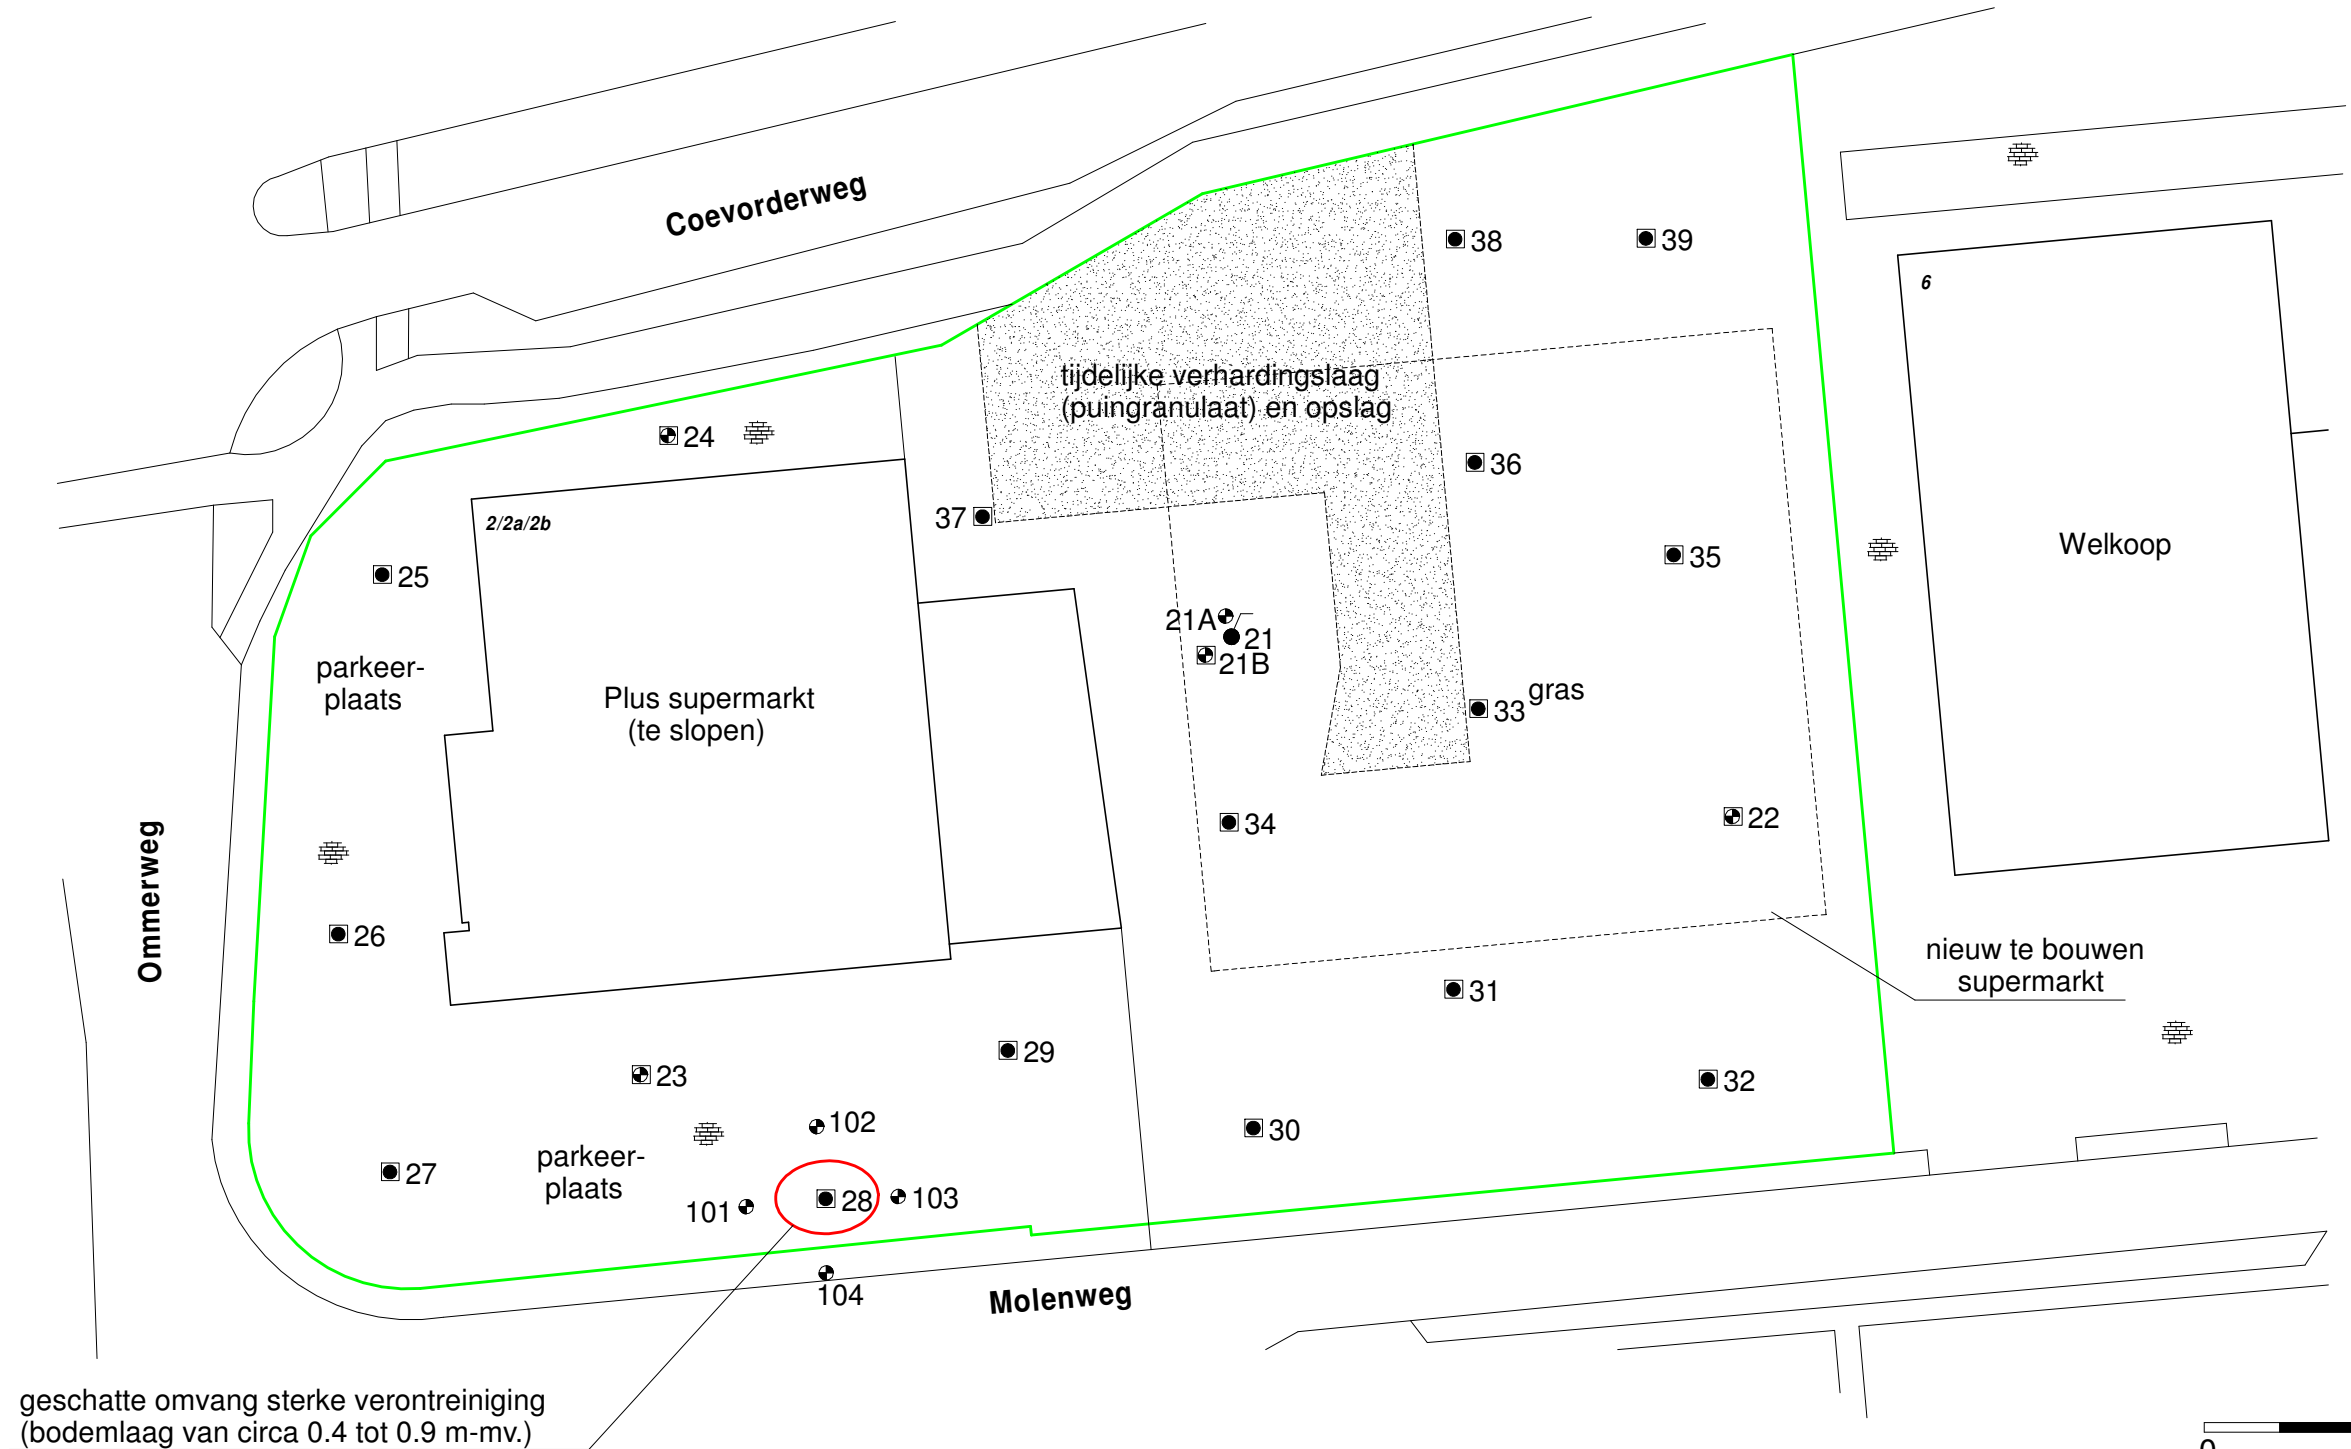 Coevorderweg
38
39
6
tijdelijke verhardingslaag
(puingranulaat) en opslag
24
36
2/2a/2b
37
Welkoop
35
25
21A
21
21B
parkeer-
plaats
Plus supermarkt
(te slopen)
gras
33
34
22
Ommerweg
26
nieuw te bouwen
supermarkt
31
29
23
32
102
30
parkeer-
plaats
27
28
103
101
104
Molenweg
geschatte omvang sterke verontreiniging
(bodemlaag van circa 0.4 tot 0.9 m-mv.)
0